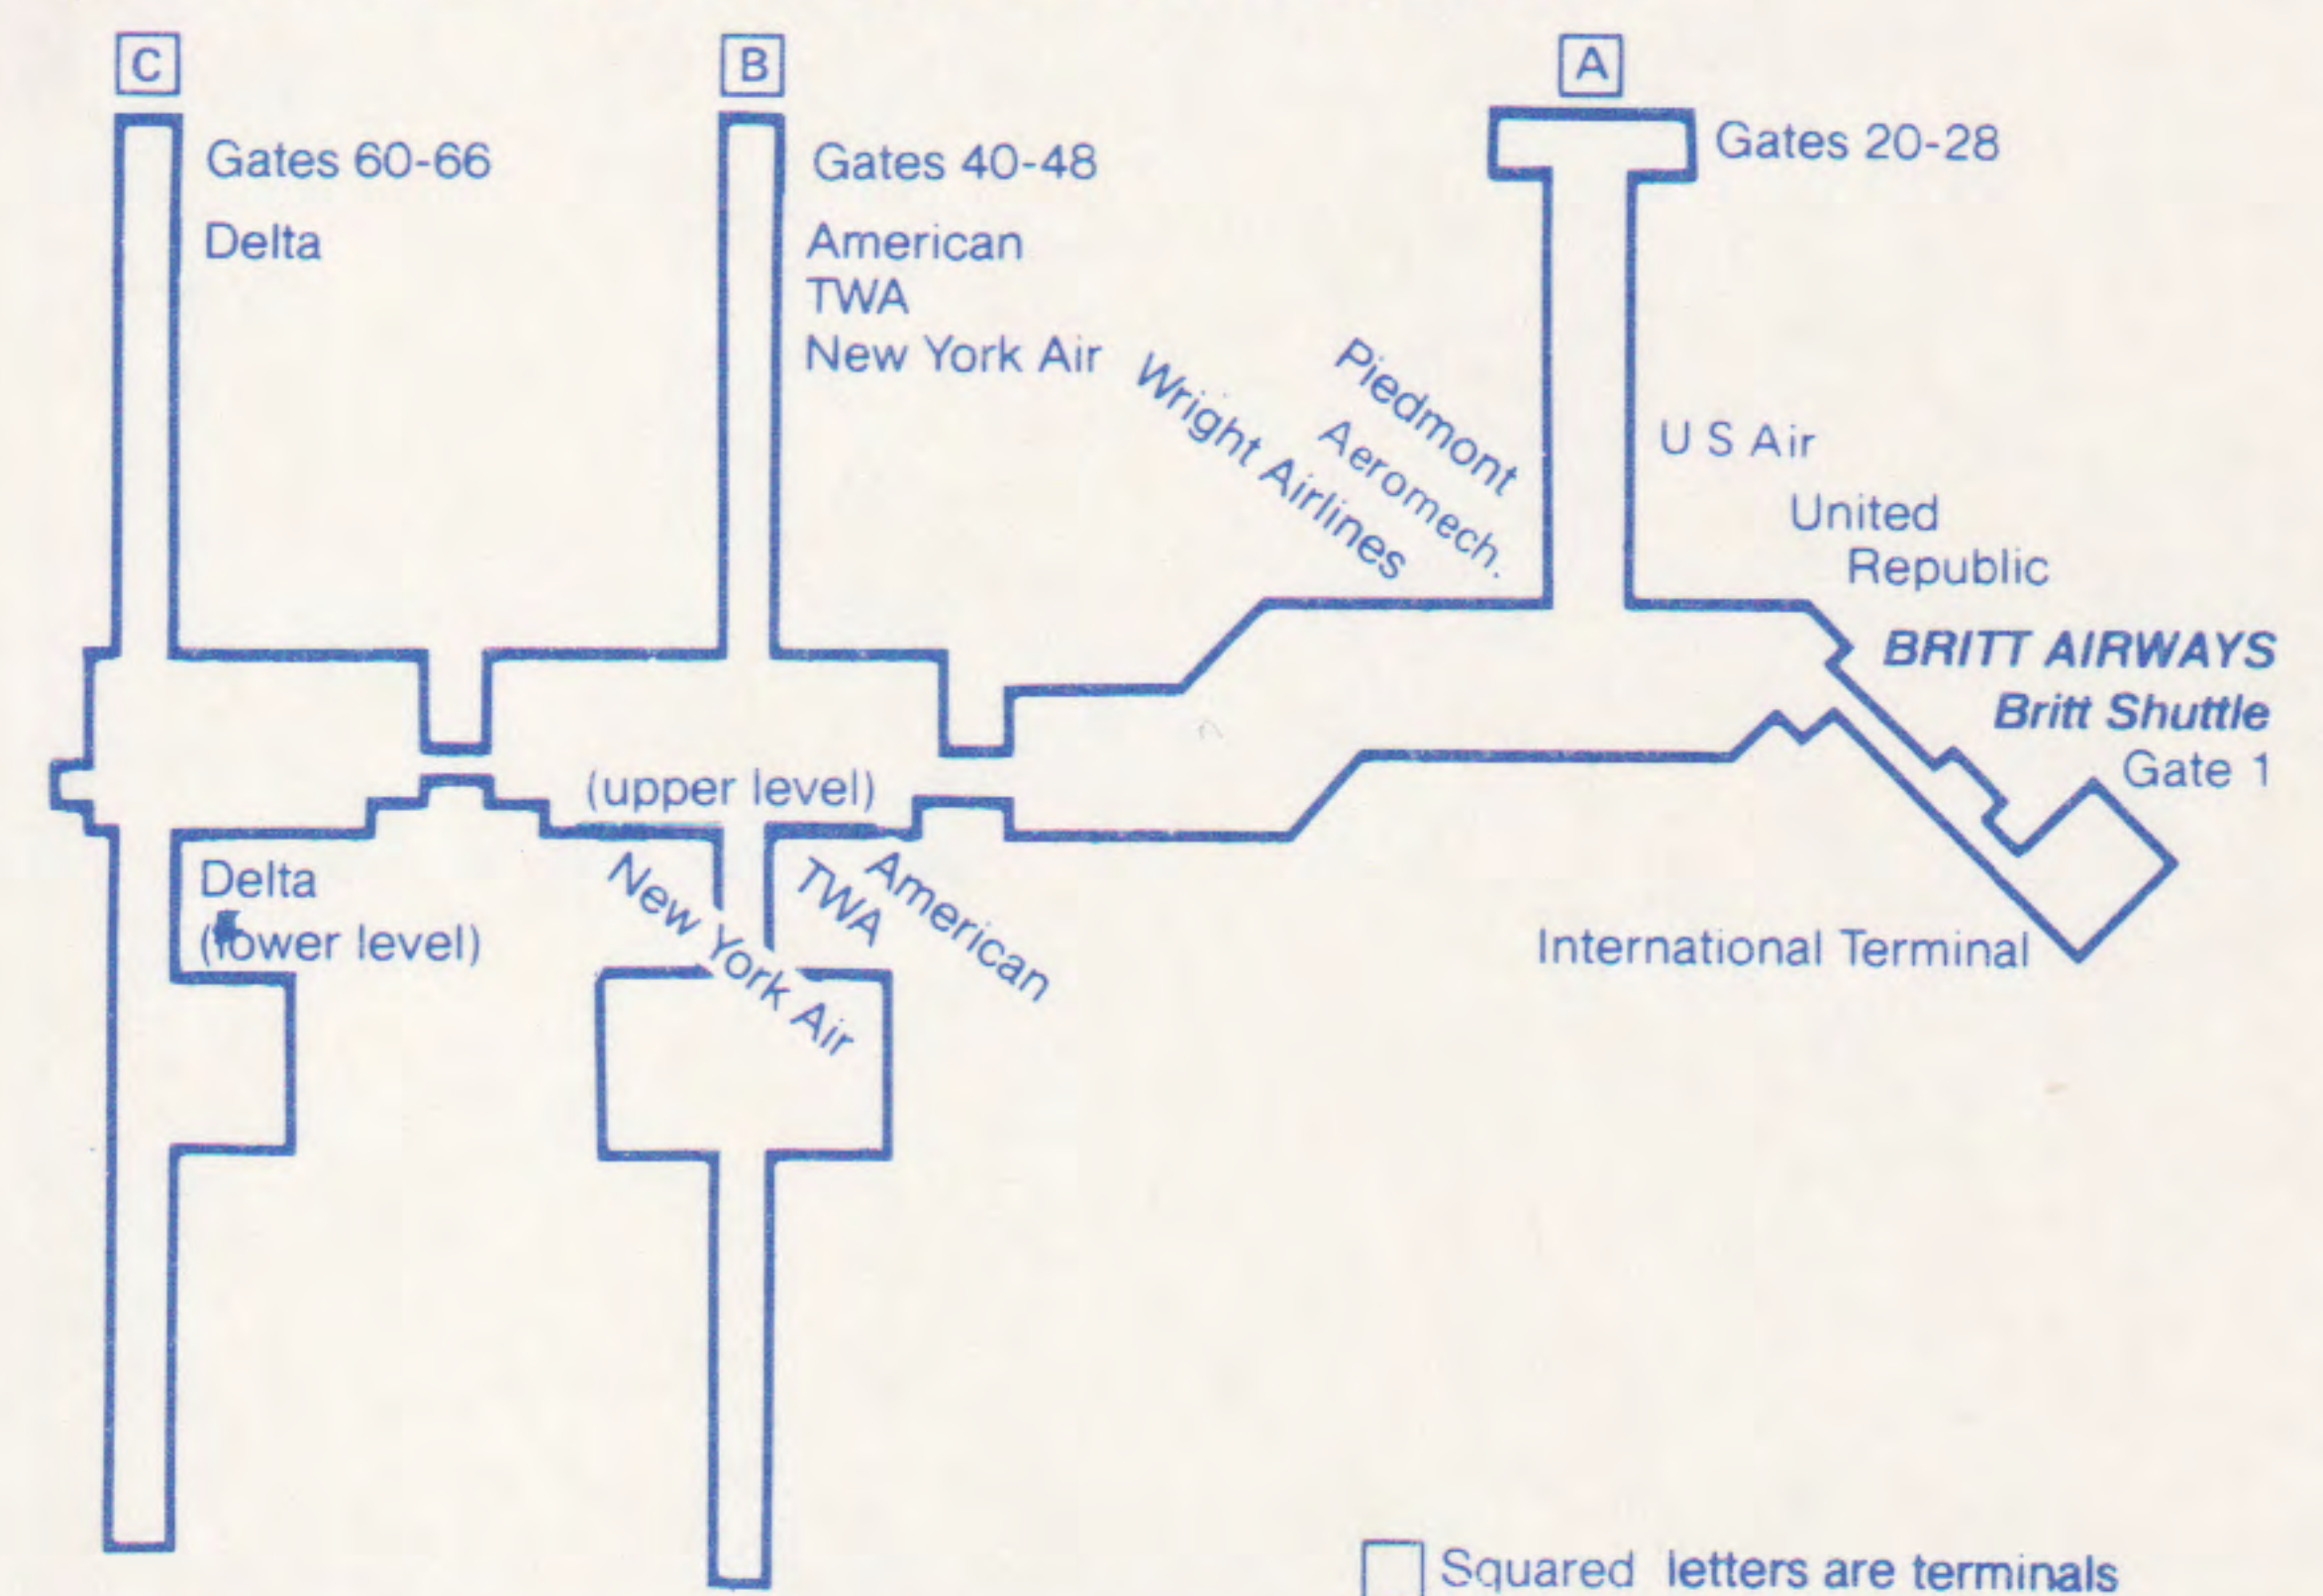 C
B
A
Gates 60-66
Delta
Gates 40-48
American
TWA
New York Air
Gates 20-28
Piedmont
Aeromech.
Wright Airlines
U S Air
United
Republic
BRITT AIRWAYS
Britt Shuttle
Gate 1
(upper level)
Delta
(lower level)
New York Air
TWA
American
International Terminal
Squared letters are terminals